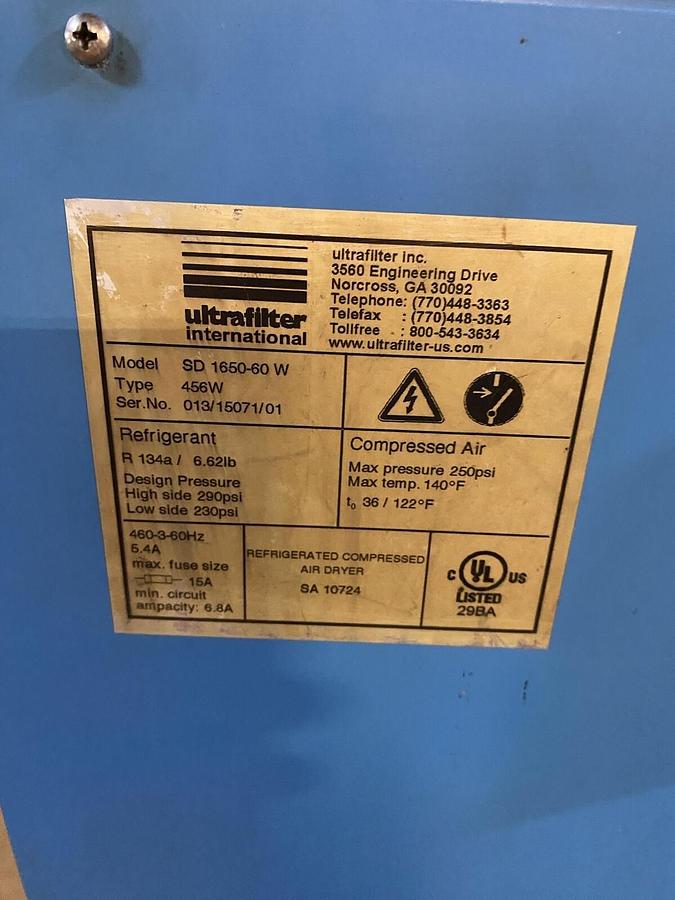 ultrafilter
international
ultrafilter inc.
3560 Engineering Drive
Norcross, GA 30092
Telephone: (770)448-3363
Telefax : (770)448-3854
Tollfree : 800-543-3634
www.ultrafilter-us.com
Model SD 1650-60 W
Type 456W
Ser.No. 013/15071/01
Refrigerant
R 134a / 6.62lb
Design Pressure
High side 290psi
Low side 230psi
Compressed Air
Max pressure 250psi
Max temp. 140°F
t₀ 36 / 122°F
460-3-60Hz
5.4A
max. fuse size
15A
min. circuit
ampacity: 6.8A
REFRIGERATED COMPRESSED
AIR DRYER
SA 10724
C UL US
LISTED
29BA